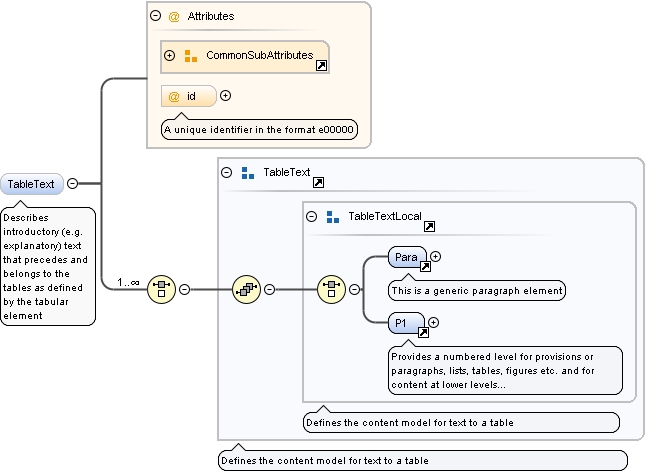 Attributes
CommonSubAttributes
id
A unique identifier in the format e00000
TableText
Describes
introductory (e.g.
explanatory) text
that precedes and
belongs to the
tables as defined
by the tabular
element
1..∞
TableText
TableTextLocal
Para
This is a generic paragraph element
P1
Provides a numbered level for provisions or
paragraphs, lists, tables, figures etc. and for
content at lower levels...
Defines the content model for text to a table
Defines the content model for text to a table